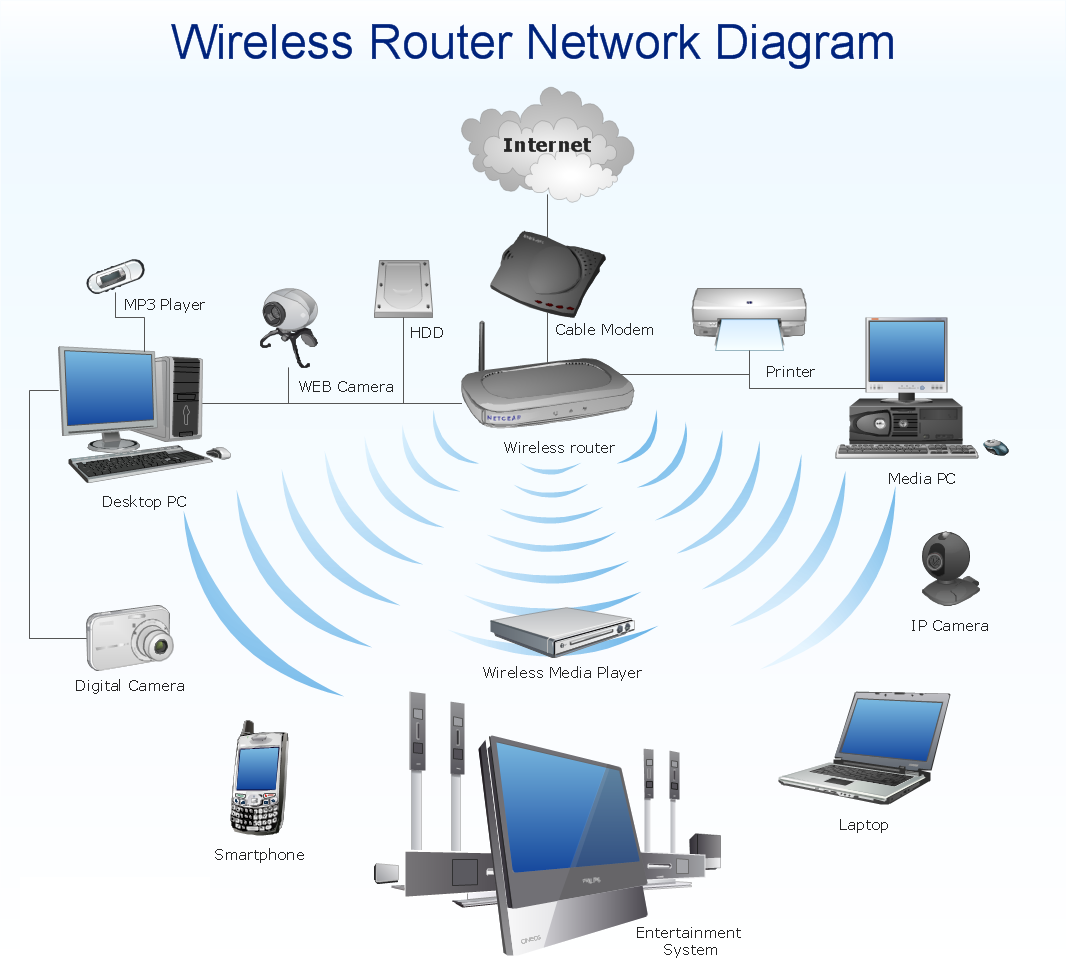 Wireless Router Network Diagram
Internet
MP3 Player
HDD
Cable Modem
WEB Camera
Printer
NETGEAR
Wireless router
Desktop PC
Media PC
IP Camera
Wireless Media Player
Digital Camera
Laptop
Smartphone
Entertainment
System